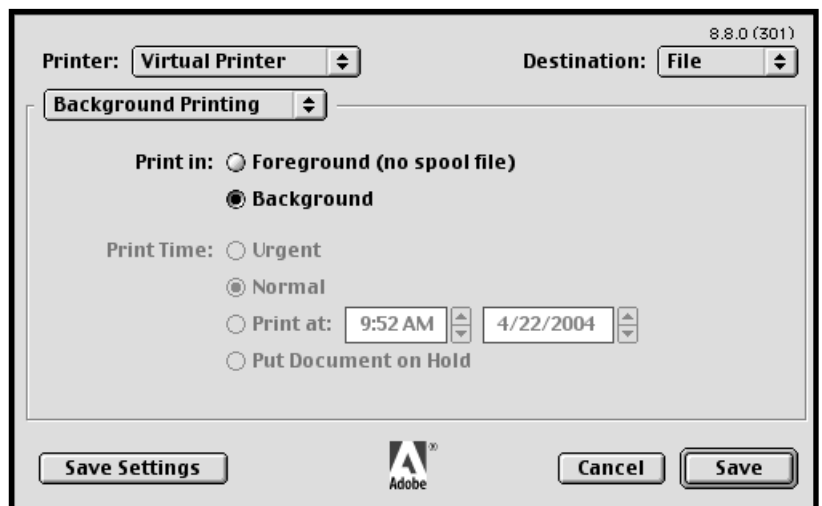 8.8.0 (301)
Printer: Virtual Printer Destination: File
Background Printing
Print in: Foreground (no spool file)
Background
Print Time: Urgent
Normal
Print at: 9:52 AM 4/22/2004
Put Document on Hold
Save Settings Adobe® Cancel Save